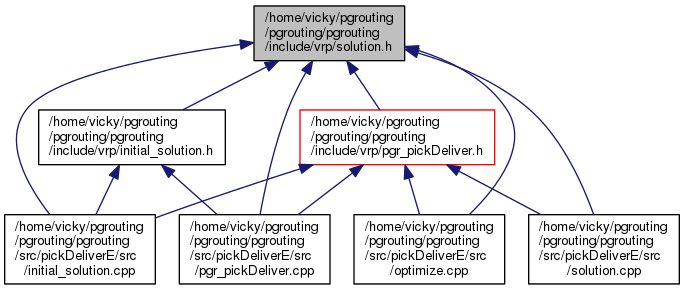 /home/vicky/pgrouting
/pgrouting/pgrouting
/include/vrp/solution.h
/home/vicky/pgrouting
/pgrouting/pgrouting
/include/vrp/initial_solution.h
/home/vicky/pgrouting
/pgrouting/pgrouting
/include/vrp/pgr_pickDeliver.h
/home/vicky/pgrouting
/pgrouting/pgrouting
/src/pickDeliverE/src
/initial_solution.cpp
/home/vicky/pgrouting
/pgrouting/pgrouting
/src/pickDeliverE/src
/pgr_pickDeliver.cpp
/home/vicky/pgrouting
/pgrouting/pgrouting
/src/pickDeliverE/src
/optimize.cpp
/home/vicky/pgrouting
/pgrouting/pgrouting
/src/pickDeliverE/src
/solution.cpp